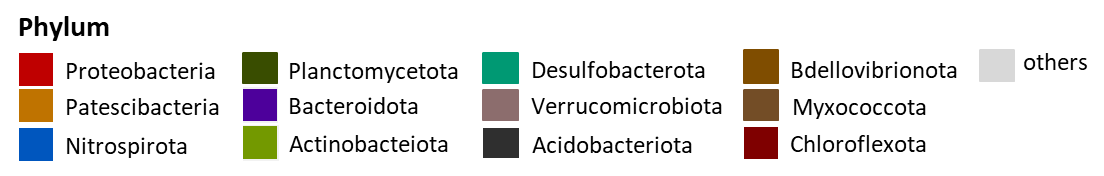 Phylum
Proteobacteria
Patescibacteria
Nitrospirota
Planctomycetota
Bacteroidota
Actinobacteiota
Desulfobacterota
Verrucomicrobiota
Acidobacteriota
Bdellovibrionota
Myxococcota
Chloroflexota
others